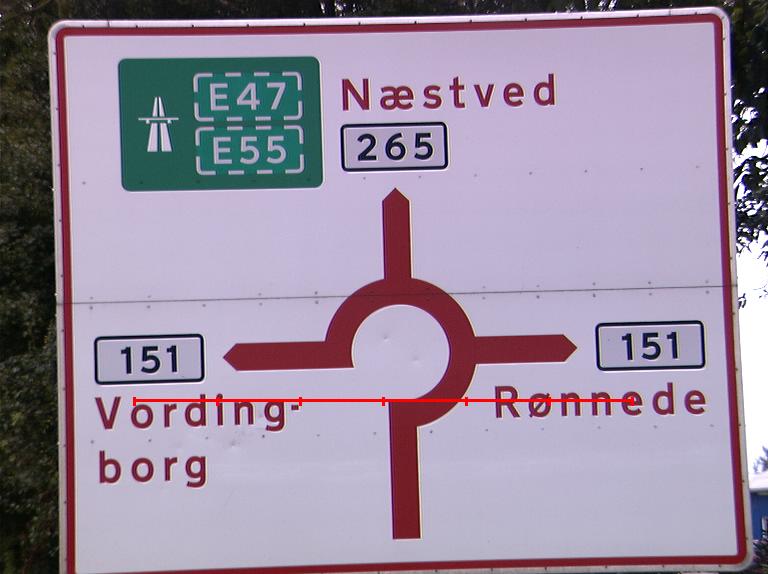 E47
E55
Næstved
265
151
Vording-
borg
151
Rønnede